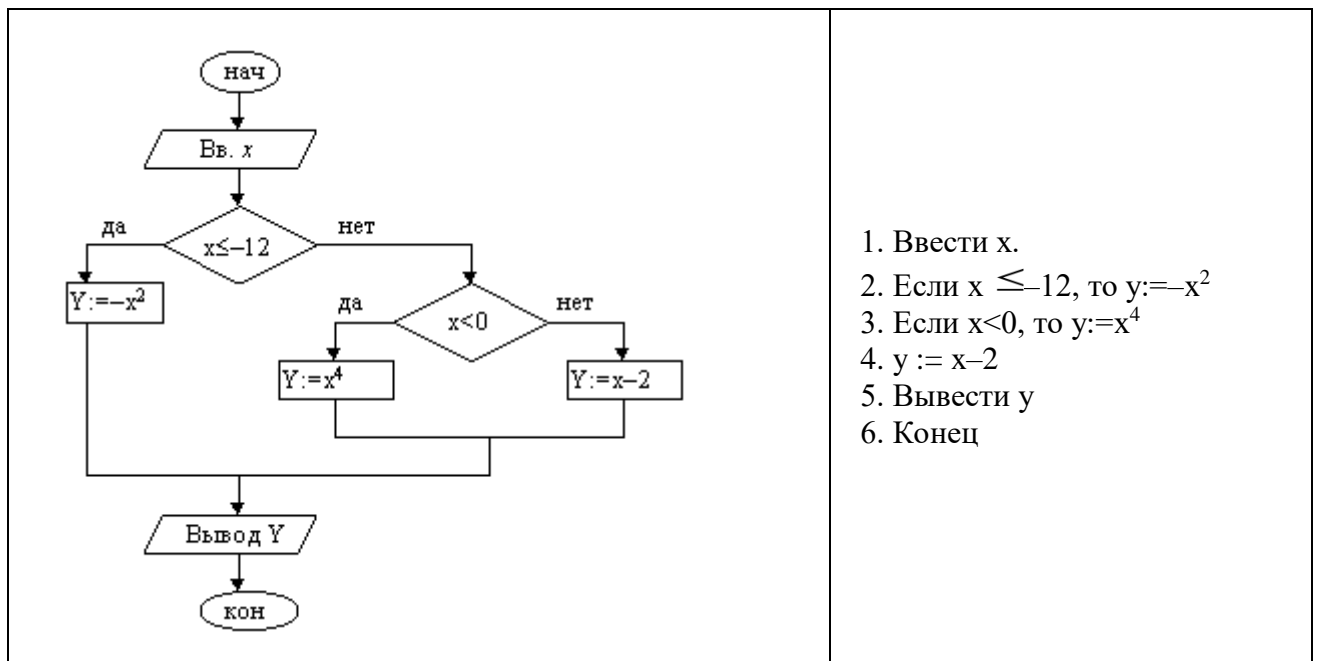 нач
Вв. x
да
нет
x≤–12
Y:=–x²
да
нет
x<0
Y:=x⁴
Y:=x–2
Вывод Y
кон
1. Ввести x.
2. Если x ≤–12, то y:=–x²
3. Если x<0, то y:=x⁴
4. y := x–2
5. Вывести y
6. Конец